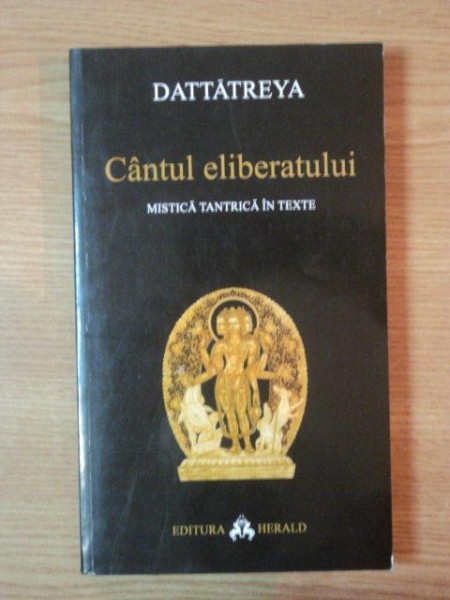 DATTĀTREYA
Cântul eliberatului
MISTICĂ TANTRICĂ ÎN TEXTE
EDITURA HERALD